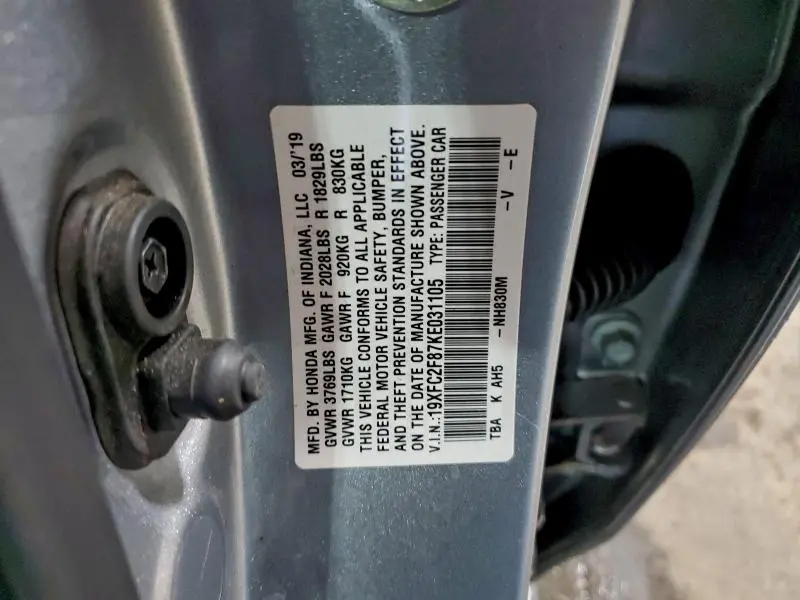 MFD. BY HONDA MFG. OF INDIANA, LLC 03/'19
GVWR 3769LBS GAWR F 2028LBS R 1829LBS
GVWR 1710KG GAWR F 920KG R 830KG
THIS VEHICLE CONFORMS TO ALL APPLICABLE
FEDERAL MOTOR VEHICLE SAFETY, BUMPER,
AND THEFT PREVENTION STANDARDS IN EFFECT
ON THE DATE OF MANUFACTURE SHOWN ABOVE.
V.I.N.:19XFC2F87KE031105 TYPE: PASSENGER CAR
TBA K AH5 -NH830M -V -E